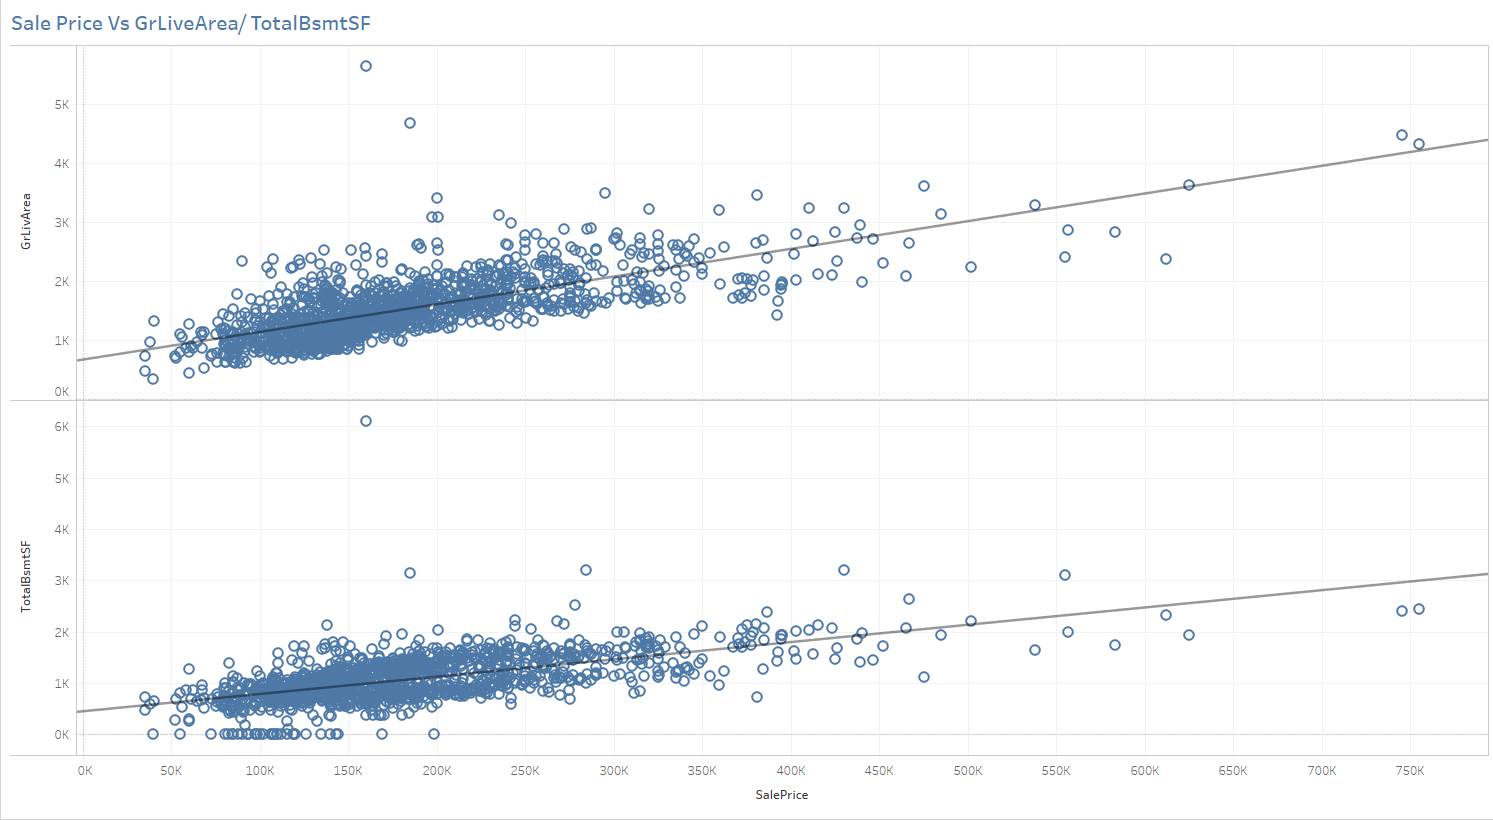 Sale Price Vs GrLiveArea/ TotalBsmtSF
5K
4K
3K
2K
1K
0K
GrLivArea
6K
5K
4K
3K
2K
1K
0K
TotalBsmtSF
0K 50K 100K 150K 200K 250K 300K 350K 400K 450K 500K 550K 600K 650K 700K 750K
SalePrice